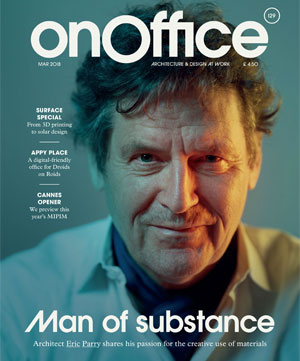 onOffice
129
MAR 2018
ARCHITECTURE & DESIGN AT WORK
£ 4.50
SURFACE
SPECIAL
From 3D printing
to solar design
APPY PLACE
A digital-friendly
office for Droids
on Roids
CANNES
OPENER
We preview this
year's MIPIM
Man of substance
Architect Eric Parry shares his passion for the creative use of materials